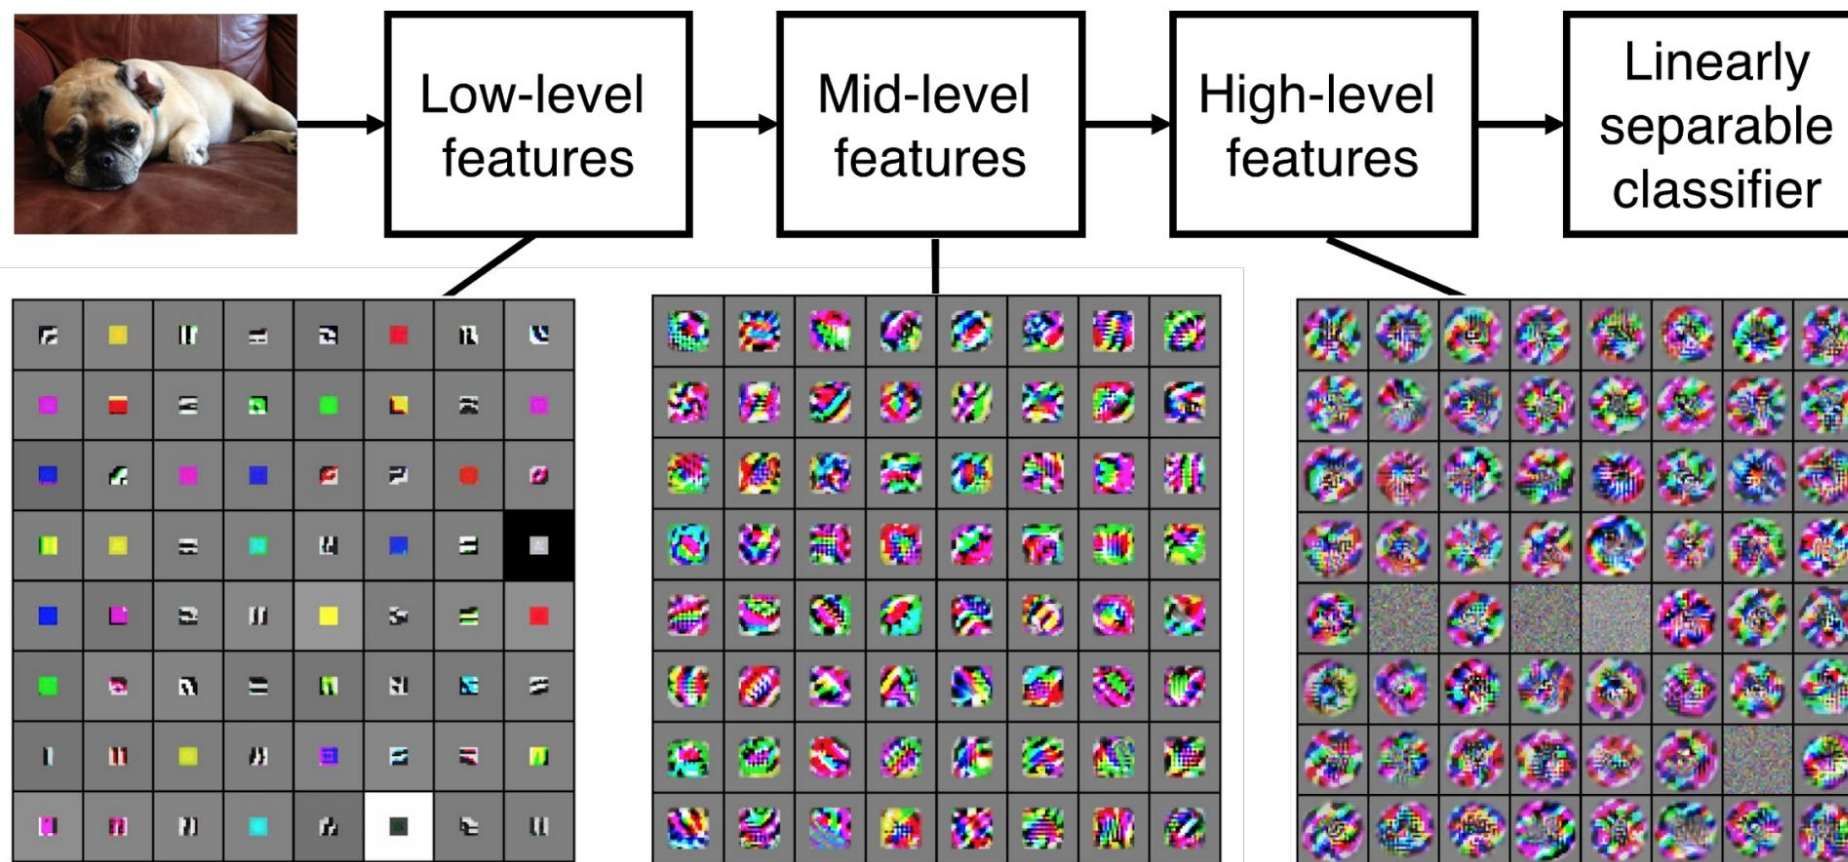 Low-level
features
Mid-level
features
High-level
features
Linearly
separable
classifier